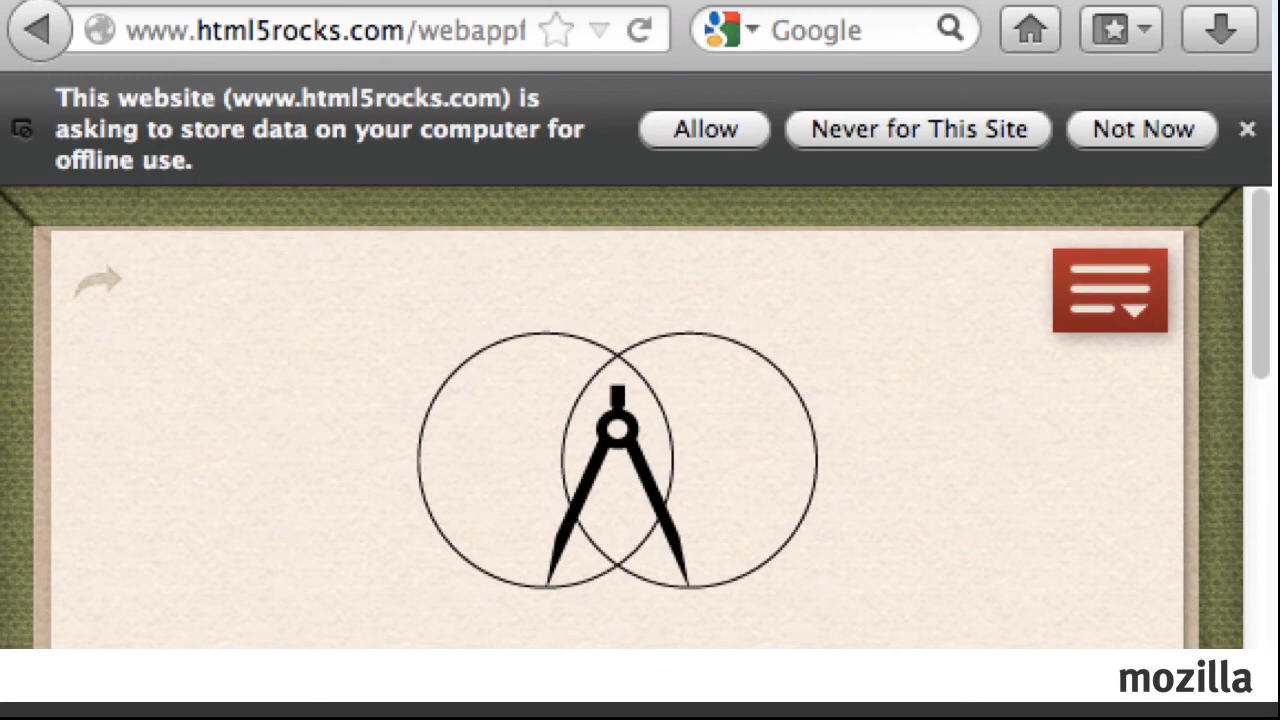 www.html5rocks.com/webappf
Google
This website (www.html5rocks.com) is
asking to store data on your computer for
offline use.
Allow
Never for This Site
Not Now
mozilla